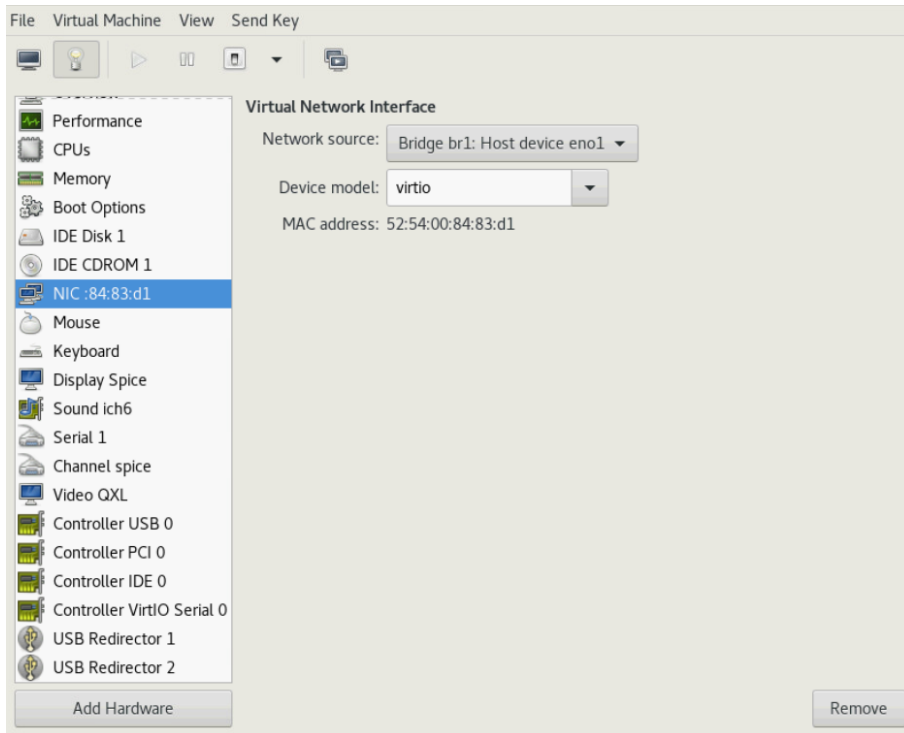 File Virtual Machine View Send Key
Virtual Network Interface
Network source: Bridge br1: Host device eno1
Device model: virtio
MAC address: 52:54:00:84:83:d1
Performance
CPUs
Memory
Boot Options
IDE Disk 1
IDE CDROM 1
NIC :84:83:d1
Mouse
Keyboard
Display Spice
Sound ich6
Serial 1
Channel spice
Video QXL
Controller USB 0
Controller PCI 0
Controller IDE 0
Controller VirtIO Serial 0
USB Redirector 1
USB Redirector 2
Add Hardware
Remove